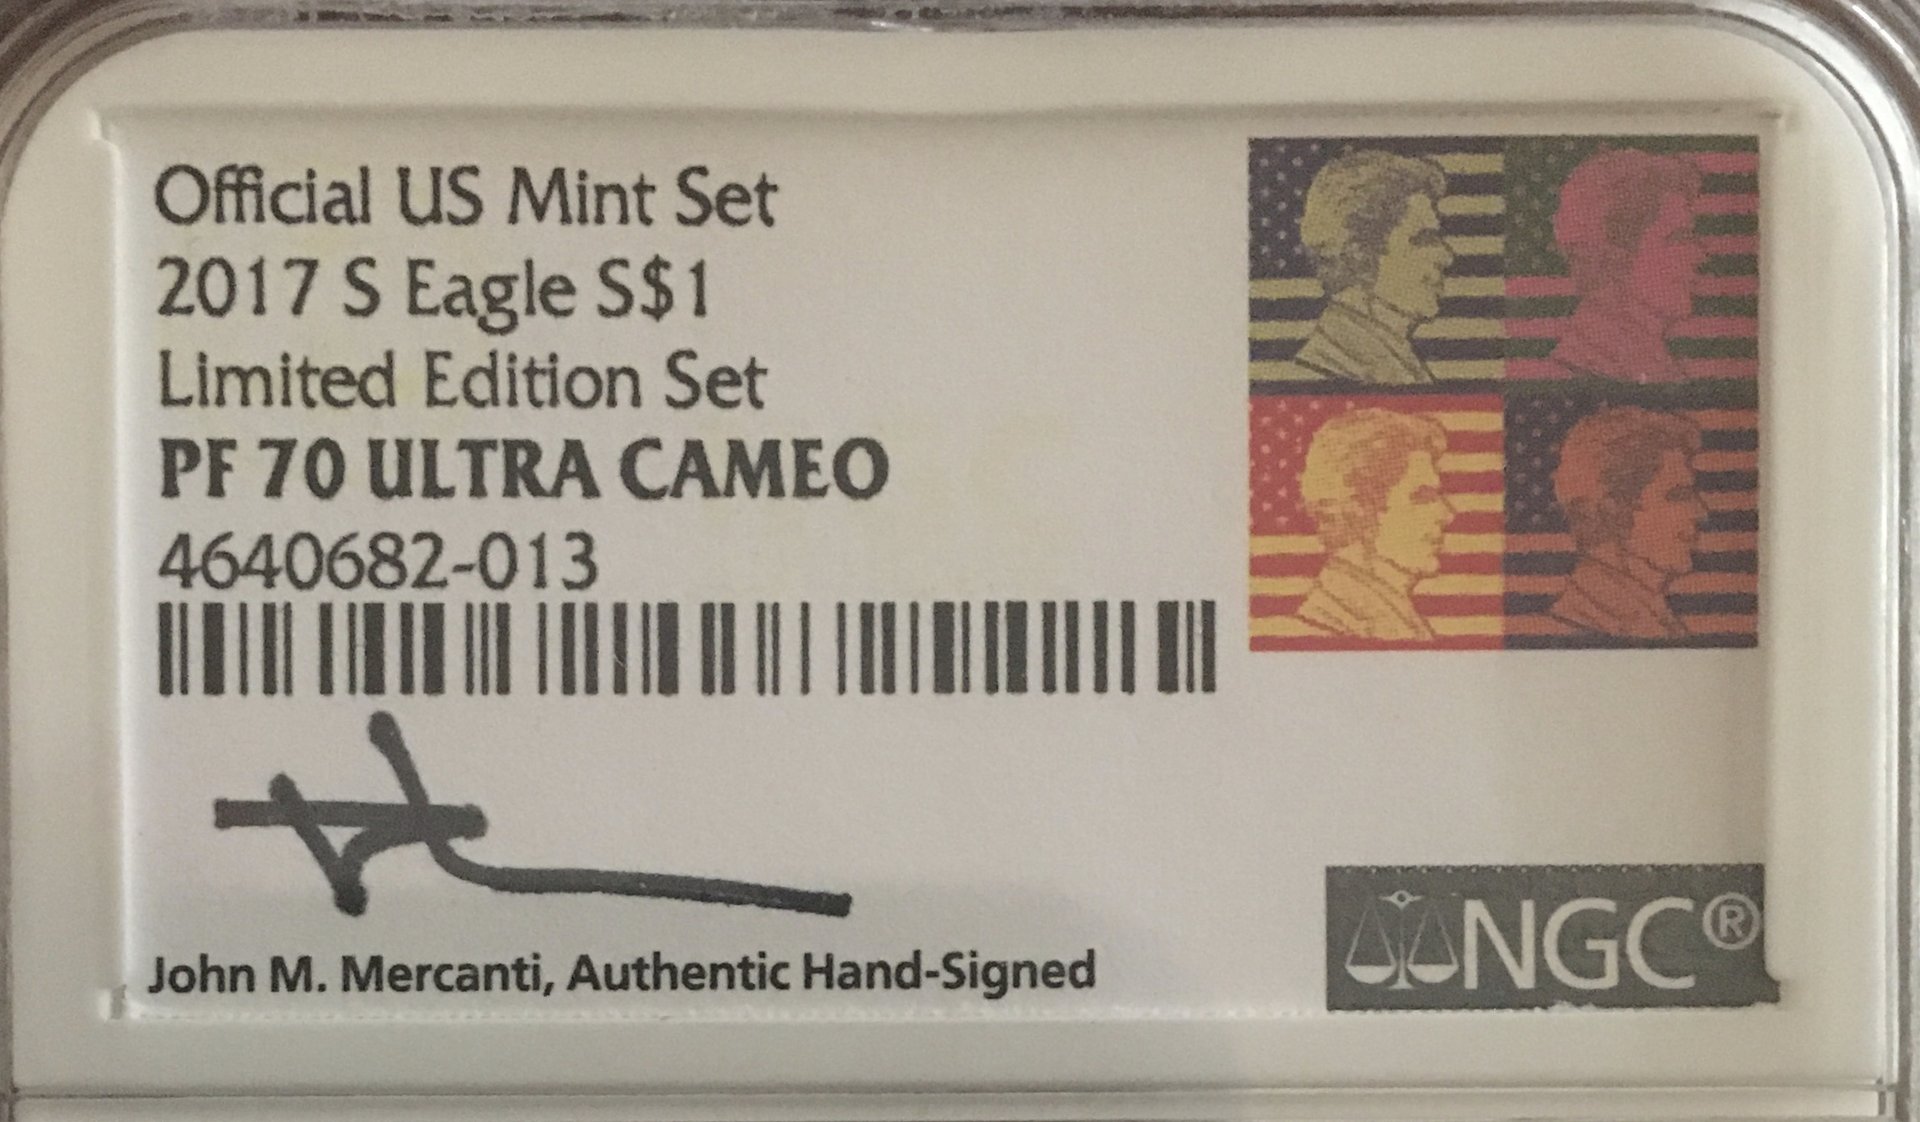 Official US Mint Set
2017 S Eagle S$1
Limited Edition Set
PF 70 ULTRA CAMEO
4640682-013
John M. Mercanti, Authentic Hand-Signed
NGC®